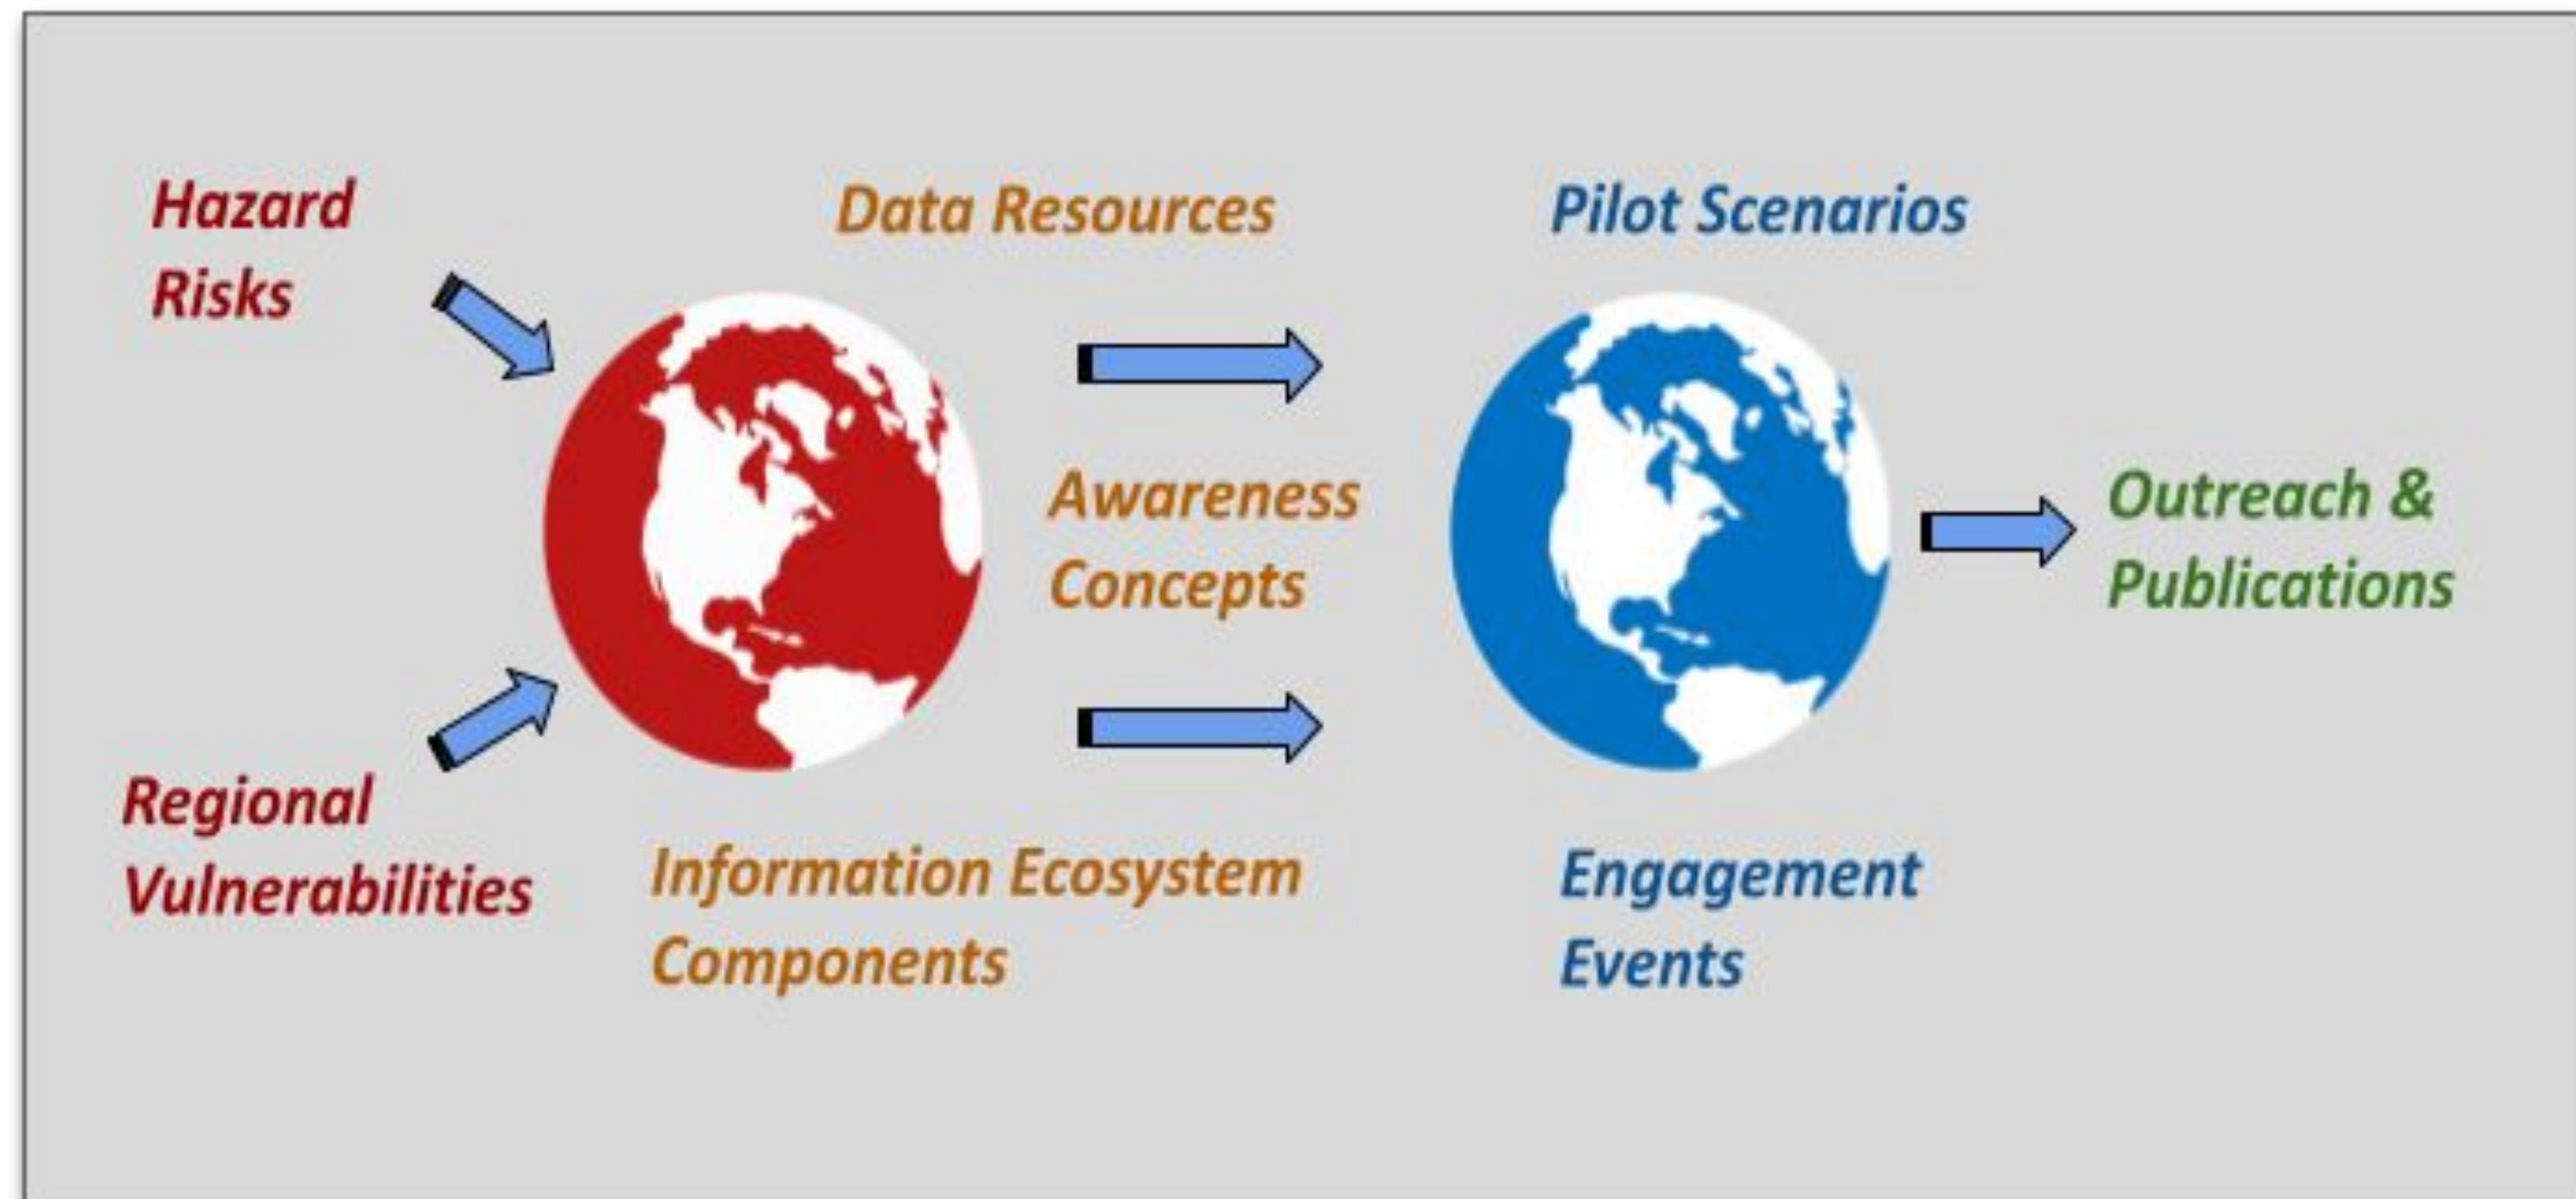 Hazard
Risks
Data Resources
Pilot Scenarios
Awareness
Concepts
Outreach &
Publications
Regional
Vulnerabilities
Information Ecosystem
Components
Engagement
Events